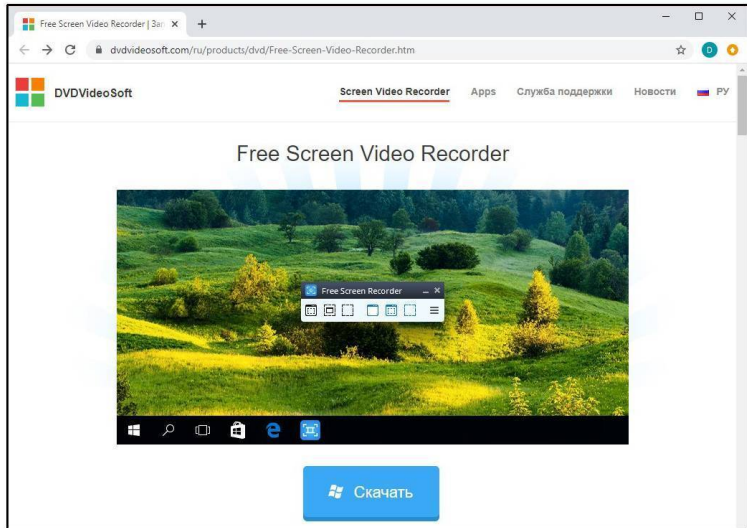 Free Screen Video Recorder | Зап
dvdvideosoft.com/ru/products/dvd/Free-Screen-Video-Recorder.htm
D
DVDVideoSoft
Screen Video Recorder Apps Служба поддержки Новости РУ
Free Screen Video Recorder
Free Screen Recorder
Скачать